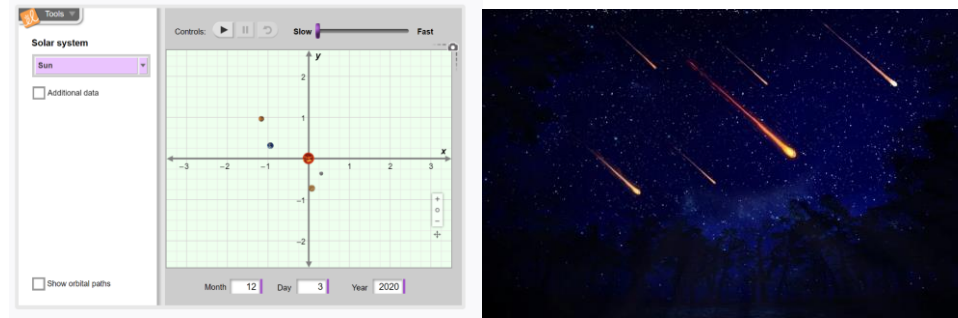 Tools
Controls:
Slow
Fast
Solar system
Sun
Additional data
y
2
1
x
-3
-2
-1
1
2
3
-1
-2
+
o
−
Show orbital paths
Month 12 Day 3 Year 2020